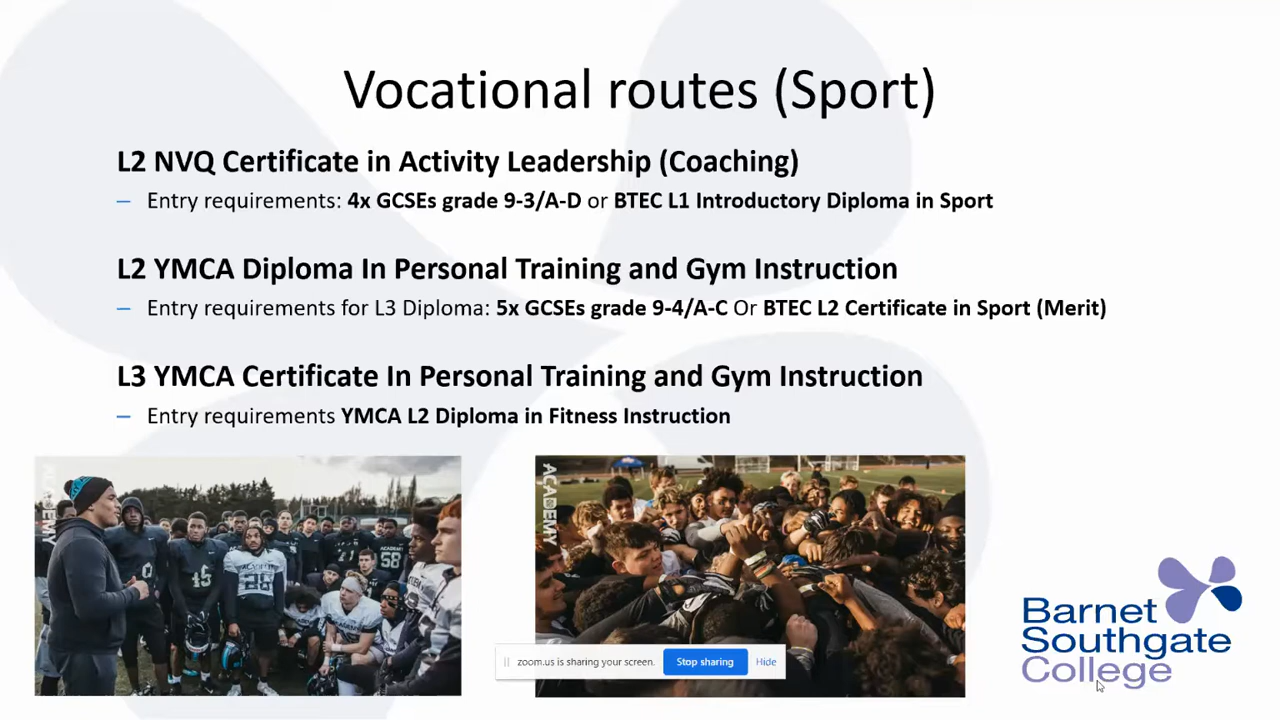 Vocational routes (Sport)
L2 NVQ Certificate in Activity Leadership (Coaching)
– Entry requirements: 4x GCSEs grade 9-3/A-D or BTEC L1 Introductory Diploma in Sport
L2 YMCA Diploma In Personal Training and Gym Instruction
– Entry requirements for L3 Diploma: 5x GCSEs grade 9-4/A-C Or BTEC L2 Certificate in Sport (Merit)
L3 YMCA Certificate In Personal Training and Gym Instruction
– Entry requirements YMCA L2 Diploma in Fitness Instruction
ACADEMY
ACADEMY
58
45
28
zoom.us is sharing your screen.
Stop sharing
Hide
Barnet
Southgate
College